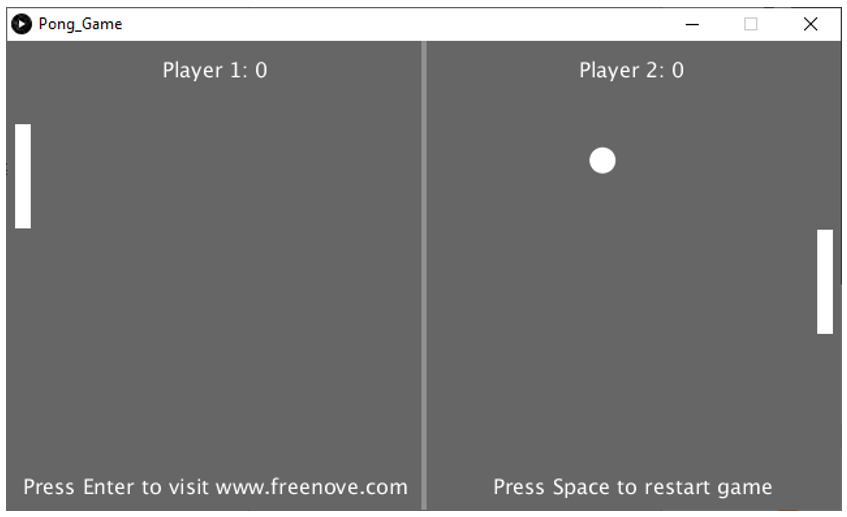 Pong_Game
Player 1: 0
Player 2: 0
Press Enter to visit www.freenove.com
Press Space to restart game